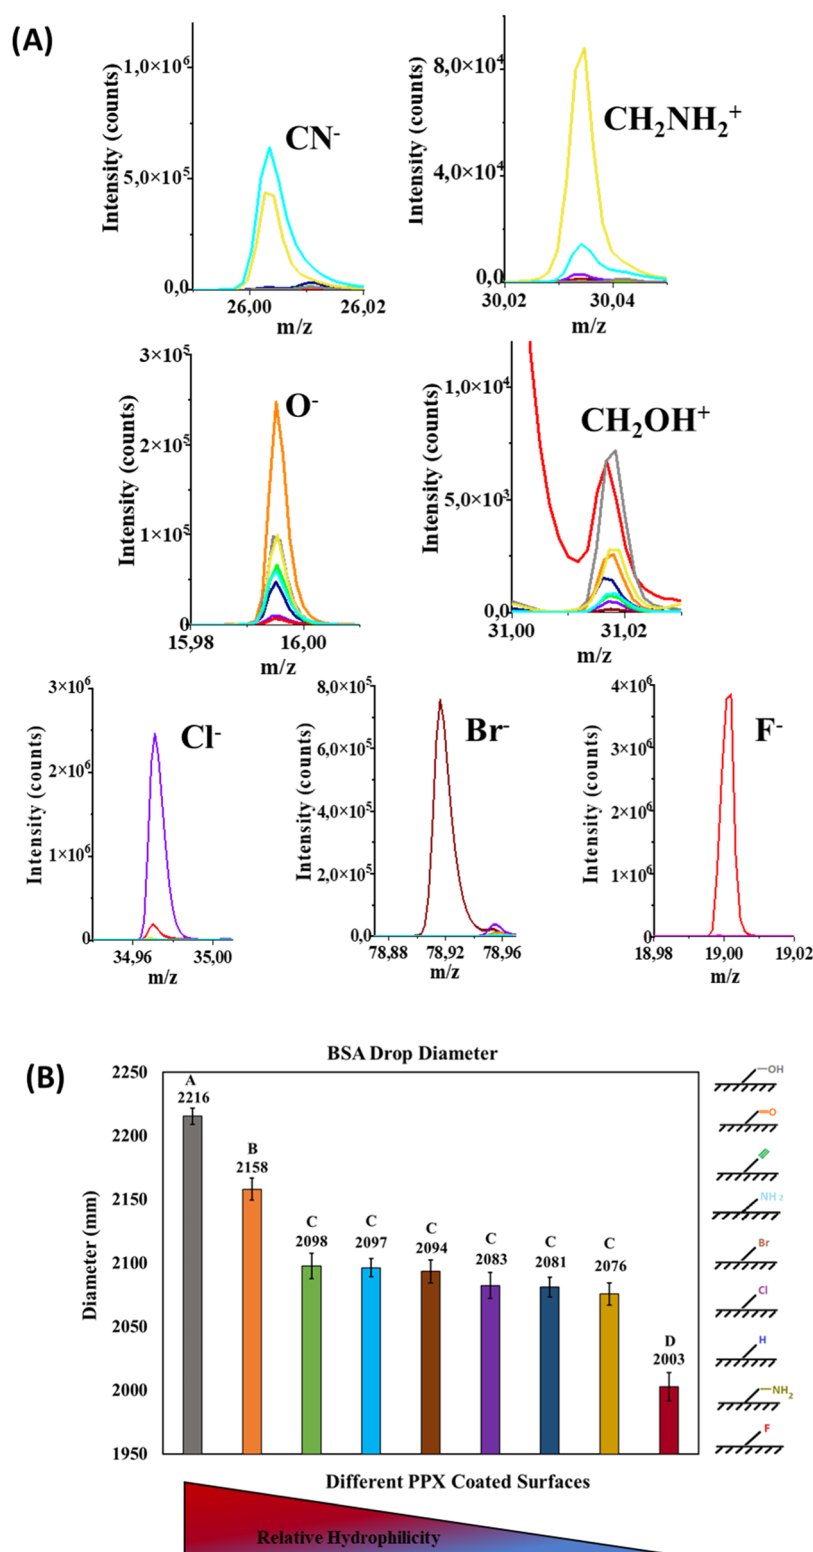 (A)
Intensity (counts)
1,0×10⁶
5,0×10⁵
0,0
CN⁻
26,00
26,02
m/z
Intensity (counts)
8,0×10⁴
4,0×10⁴
0,0
CH₂NH₂⁺
30,02
30,04
m/z
Intensity (counts)
3×10⁵
2×10⁵
1×10⁵
0
O⁻
15,98
16,00
m/z
Intensity (counts)
1,0×10⁴
5,0×10³
0,0
CH₂OH⁺
31,00
31,02
m/z
Intensity (counts)
3×10⁶
2×10⁶
1×10⁶
0
Cl⁻
34,96
35,00
m/z
Intensity (counts)
8,0×10⁵
6,0×10⁵
4,0×10⁵
2,0×10⁵
0,0
Br⁻
78,88
78,92
78,96
m/z
Intensity (counts)
4×10⁶
3×10⁶
2×10⁶
1×10⁶
0
F⁻
18,98
19,00
19,02
m/z
(B)
BSA Drop Diameter
Diameter (mm)
2250
2200
2150
2100
2050
2000
1950
A
2216
B
2158
C
2098
C
2097
C
2094
C
2083
C
2081
C
2076
D
2003
OH
O
NH₂
Br
Cl
H
NH₂
F
Different PPX Coated Surfaces
Relative Hydrophilicity